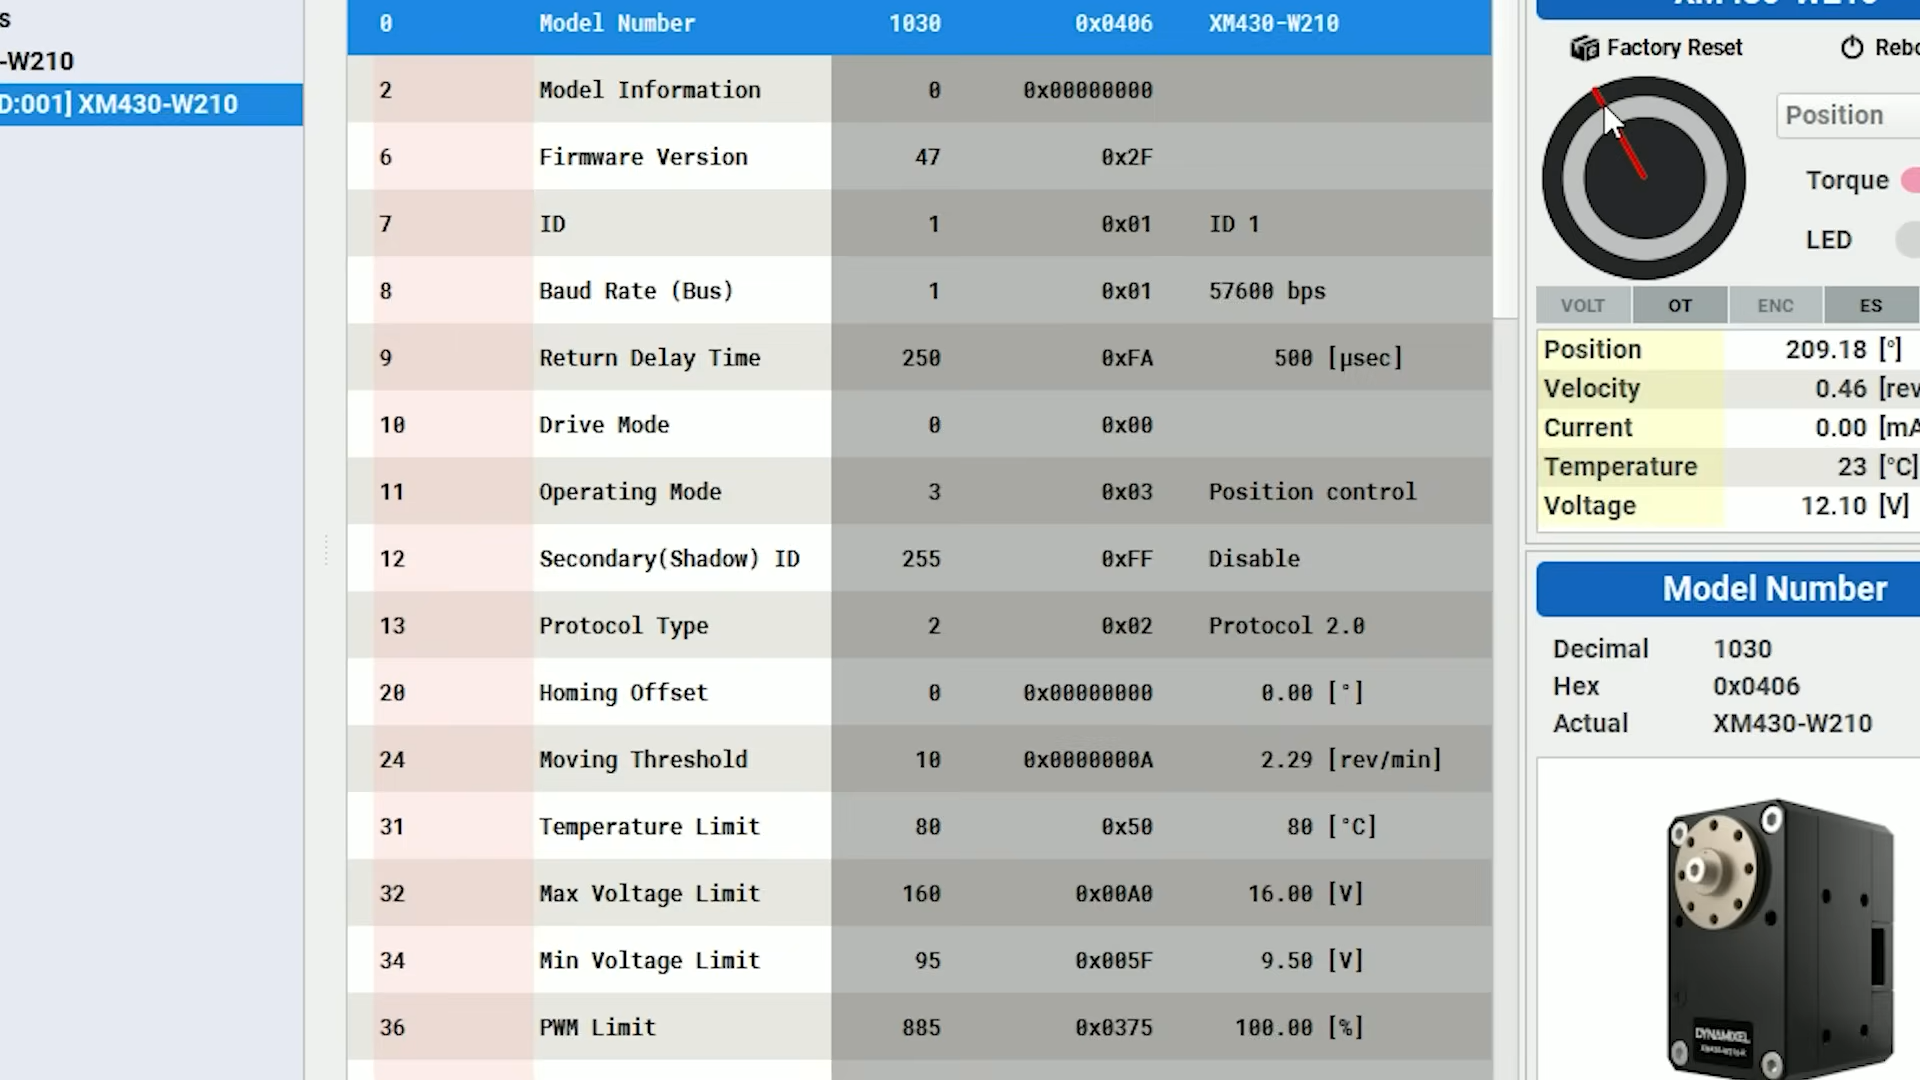 s
-W210
D:001] XM430-W210
0 Model Number 1030 0x0406 XM430-W210
2 Model Information 0 0x00000000
6 Firmware Version 47 0x2F
7 ID 1 0x01 ID 1
8 Baud Rate (Bus) 1 0x01 57600 bps
9 Return Delay Time 250 0xFA 500 [μsec]
10 Drive Mode 0 0x00
11 Operating Mode 3 0x03 Position control
12 Secondary(Shadow) ID 255 0xFF Disable
13 Protocol Type 2 0x02 Protocol 2.0
20 Homing Offset 0 0x00000000 0.00 [°]
24 Moving Threshold 10 0x0000000A 2.29 [rev/min]
31 Temperature Limit 80 0x50 80 [°C]
32 Max Voltage Limit 160 0x00A0 16.00 [V]
34 Min Voltage Limit 95 0x005F 9.50 [V]
36 PWM Limit 885 0x0375 100.00 [%]
XM430-W210
Factory Reset Rebo
Position
Torque
LED
VOLT OT ENC ES
Position 209.18 [°]
Velocity 0.46 [rev
Current 0.00 [mA
Temperature 23 [°C]
Voltage 12.10 [V]
Model Number
Decimal 1030
Hex 0x0406
Actual XM430-W210
DYNAMIXEL